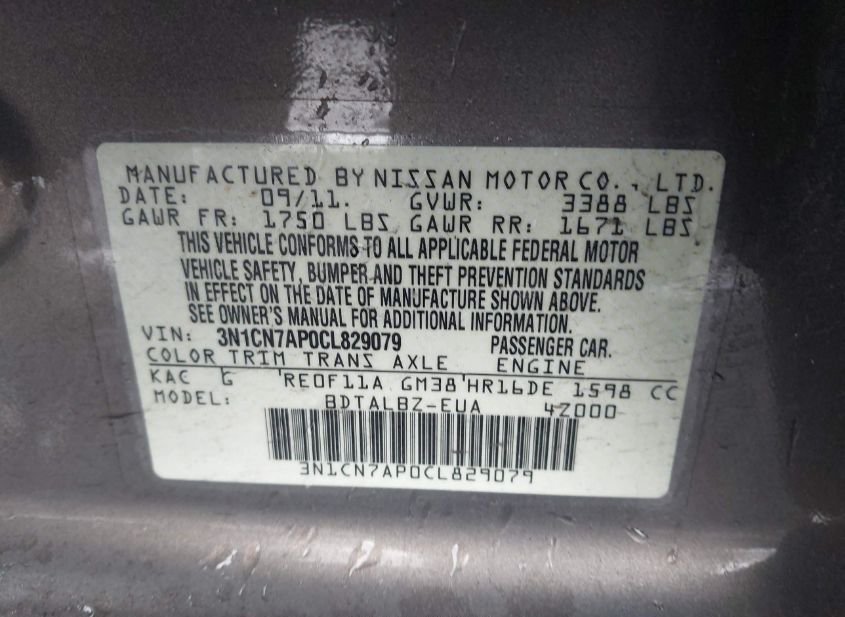 MANUFACTURED BY NISSAN MOTOR CO., LTD.
DATE: 09/11. GVWR: 3388 LBS
GAWR FR: 1750 LBS GAWR RR: 1671 LBS
THIS VEHICLE CONFORMS TO ALL APPLICABLE FEDERAL MOTOR
VEHICLE SAFETY, BUMPER AND THEFT PREVENTION STANDARDS
IN EFFECT ON THE DATE OF MANUFACTURE SHOWN ABOVE.
SEE OWNER'S MANUAL FOR ADDITIONAL INFORMATION.
VIN: 3N1CN7AP0CL829079 PASSENGER CAR.
COLOR TRIM TRANS AXLE ENGINE
KAC G RE0F11A GM38 HR16DE 1598 CC
MODEL: BDTALBZ-EUA 4Z000
3N1CN7AP0CL829079